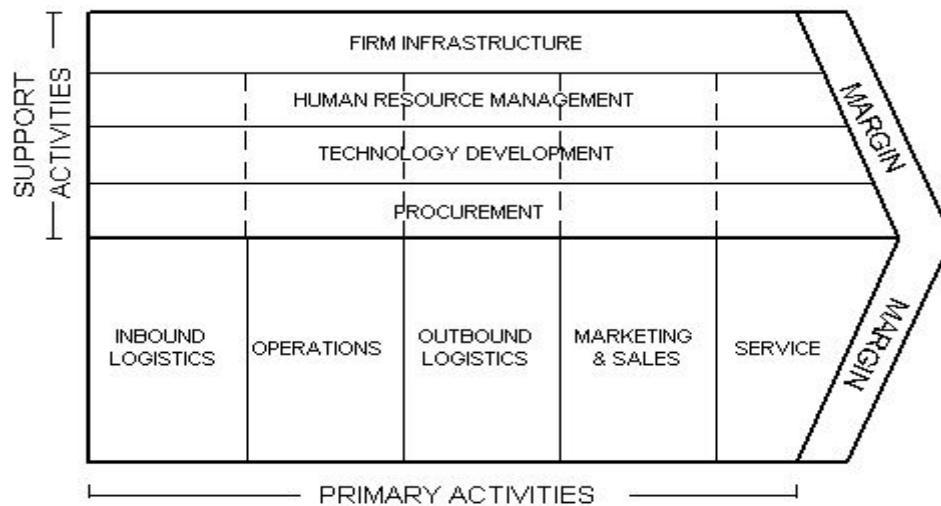 SUPPORT
ACTIVITIES
FIRM INFRASTRUCTURE
HUMAN RESOURCE MANAGEMENT
TECHNOLOGY DEVELOPMENT
PROCUREMENT
MARGIN
INBOUND
LOGISTICS
OPERATIONS
OUTBOUND
LOGISTICS
MARKETING
& SALES
SERVICE
MARGIN
PRIMARY ACTIVITIES